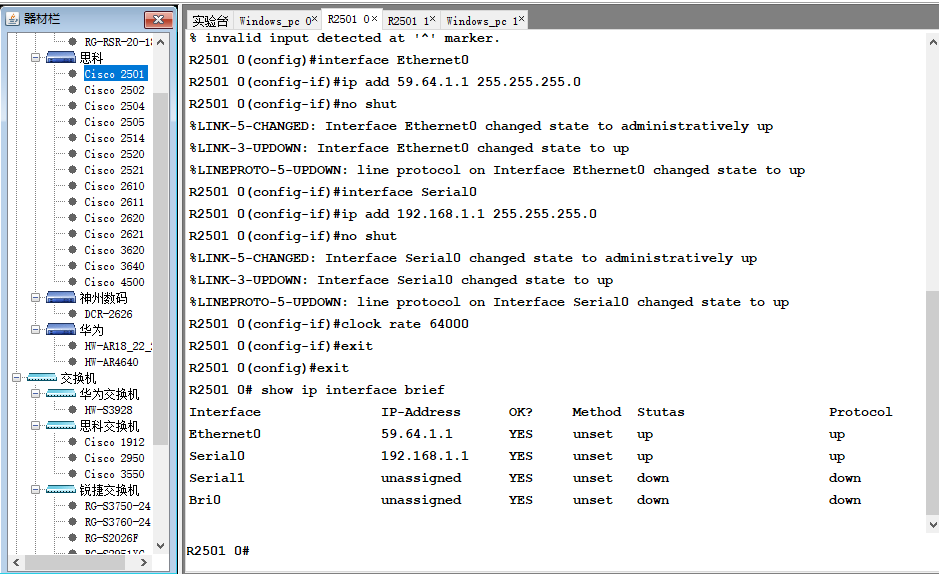 器材栏
RG-RSR-20-18
思科
Cisco 2501
Cisco 2502
Cisco 2504
Cisco 2505
Cisco 2514
Cisco 2520
Cisco 2521
Cisco 2610
Cisco 2611
Cisco 2620
Cisco 2621
Cisco 3620
Cisco 3640
Cisco 4500
神州数码
DCR-2626
华为
HW-AR18_22_
HW-AR4640
交换机
华为交换机
HW-S3928
思科交换机
Cisco 1912
Cisco 2950
Cisco 3550
锐捷交换机
RG-S3750-24
RG-S3760-24
RG-S2026F
实验台 Windows_pc 0× R2501 0× R2501 1× Windows_pc 1×
% invalid input detected at '^' marker.
R2501 0(config)#interface Ethernet0
R2501 0(config-if)#ip add 59.64.1.1 255.255.255.0
R2501 0(config-if)#no shut
%LINK-5-CHANGED: Interface Ethernet0 changed state to administratively up
%LINK-3-UPDOWN: Interface Ethernet0 changed state to up
%LINEPROTO-5-UPDOWN: line protocol on Interface Ethernet0 changed state to up
R2501 0(config-if)#interface Serial0
R2501 0(config-if)#ip add 192.168.1.1 255.255.255.0
R2501 0(config-if)#no shut
%LINK-5-CHANGED: Interface Serial0 changed state to administratively up
%LINK-3-UPDOWN: Interface Serial0 changed state to up
%LINEPROTO-5-UPDOWN: line protocol on Interface Serial0 changed state to up
R2501 0(config-if)#clock rate 64000
R2501 0(config-if)#exit
R2501 0(config)#exit
R2501 0# show ip interface brief
Interface IP-Address OK? Method Stutas Protocol
Ethernet0 59.64.1.1 YES unset up up
Serial0 192.168.1.1 YES unset up up
Serial1 unassigned YES unset down down
Bri0 unassigned YES unset down down
R2501 0#